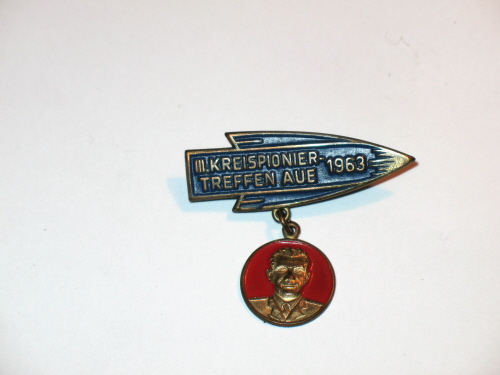 III. KREISPIONIER-
TREFFEN AUE 1963